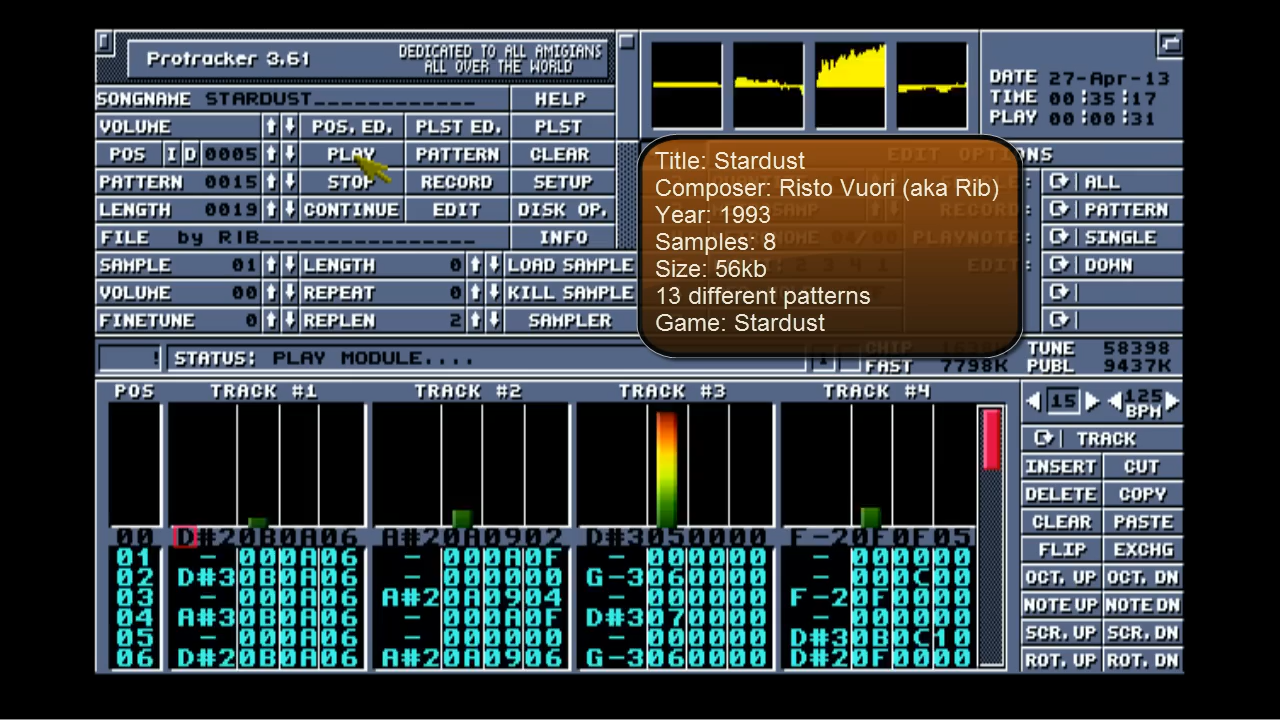 Protracker 3.61
DEDICATED TO ALL AMIGIANS
ALL OVER THE WORLD
DATE 27-Apr-13
TIME 00:35:17
PLAY 00:00:31
SONGNAME STARDUST_____________ HELP
VOLUME POS. ED. PLST ED. PLST
POS I D 0005 PLAY PATTERN CLEAR
PATTERN 0015 STOP RECORD SETUP
LENGTH 0019 CONTINUE EDIT DISK OP.
FILE by RIB__________________ INFO
SAMPLE 01 LENGTH 0 LOAD SAMPLE
VOLUME 00 REPEAT 0 KILL SAMPLE
FINETUNE 0 REPLEN 2 SAMPLER
Title: Stardust
Composer: Risto Vuori (aka Rib)
Year: 1993
Samples: 8
Size: 56kb
13 different patterns
Game: Stardust
EDIT OPTIONS
ALL
PATTERN
SINGLE
DOWN
! STATUS: PLAY MODULE....
CHIP
FAST 7798K
TUNE 58398
PUBL 9437K
POS TRACK #1 TRACK #2 TRACK #3 TRACK #4
00 D#20B0A06 A#20A0902 D#3050000 F-20F0F05
01 - 000A06 - 000A0F - 000000 - 000000
02 D#30B0A06 - 000000 G-3060000 - 000C00
03 - 000A06 A#20A0904 - 000000 F-20F0000
04 A#30B0A06 - 000A0F D#3070000 - 000000
05 - 000A06 - 000000 - 000000 D#30B0C10
06 D#20B0A06 A#20A0906 G-3060000 D#20F0000
15 125
BPM
TRACK
INSERT CUT
DELETE COPY
CLEAR PASTE
FLIP EXCHG
OCT. UP OCT. DN
NOTE UP NOTE DN
SCR. UP SCR. DN
ROT. UP ROT. DN